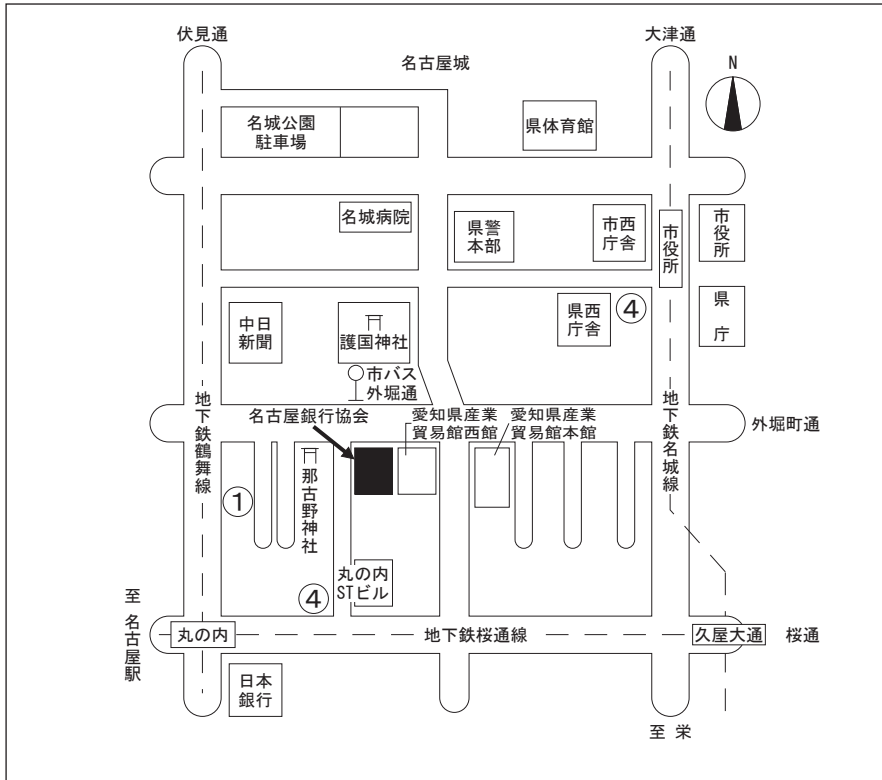 伏見通
大津通
名古屋城
N
名城公園
駐車場
県体育館
名城病院
県警
本部
市西
庁舎
市役所
市役所
中日
新聞
護国神社
県西
庁舎
④
県庁
市バス
外堀通
地下鉄鶴舞線
名古屋銀行協会
愛知県産業
貿易館西館
愛知県産業
貿易館本館
地下鉄名城線
外堀町通
那古野神社
①
丸の内
STビル
④
至名古屋駅
丸の内
地下鉄桜通線
久屋大通
桜通
日本
銀行
至 栄